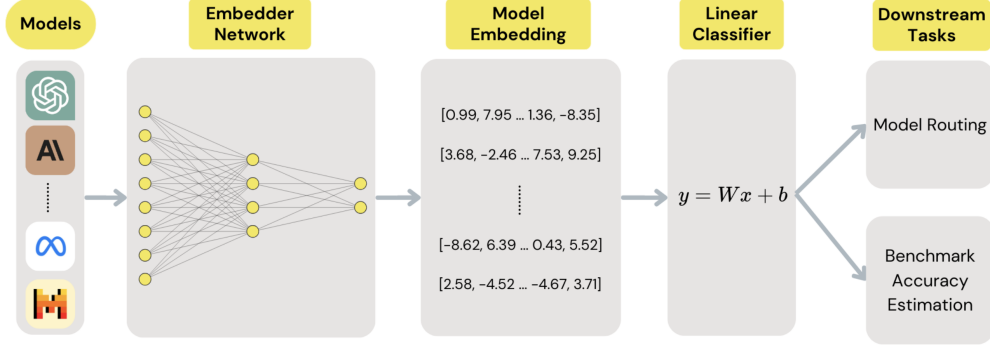 Models
Embedder
Network
Model
Embedding
Linear
Classifier
Downstream
Tasks
A\
[0.99, 7.95 ... 1.36, -8.35]
[3.68, -2.46 ... 7.53, 9.25]
[-8.62, 6.39 ... 0.43, 5.52]
[2.58, -4.52 ... -4.67, 3.71]
y = Wx + b
Model Routing
Benchmark
Accuracy
Estimation